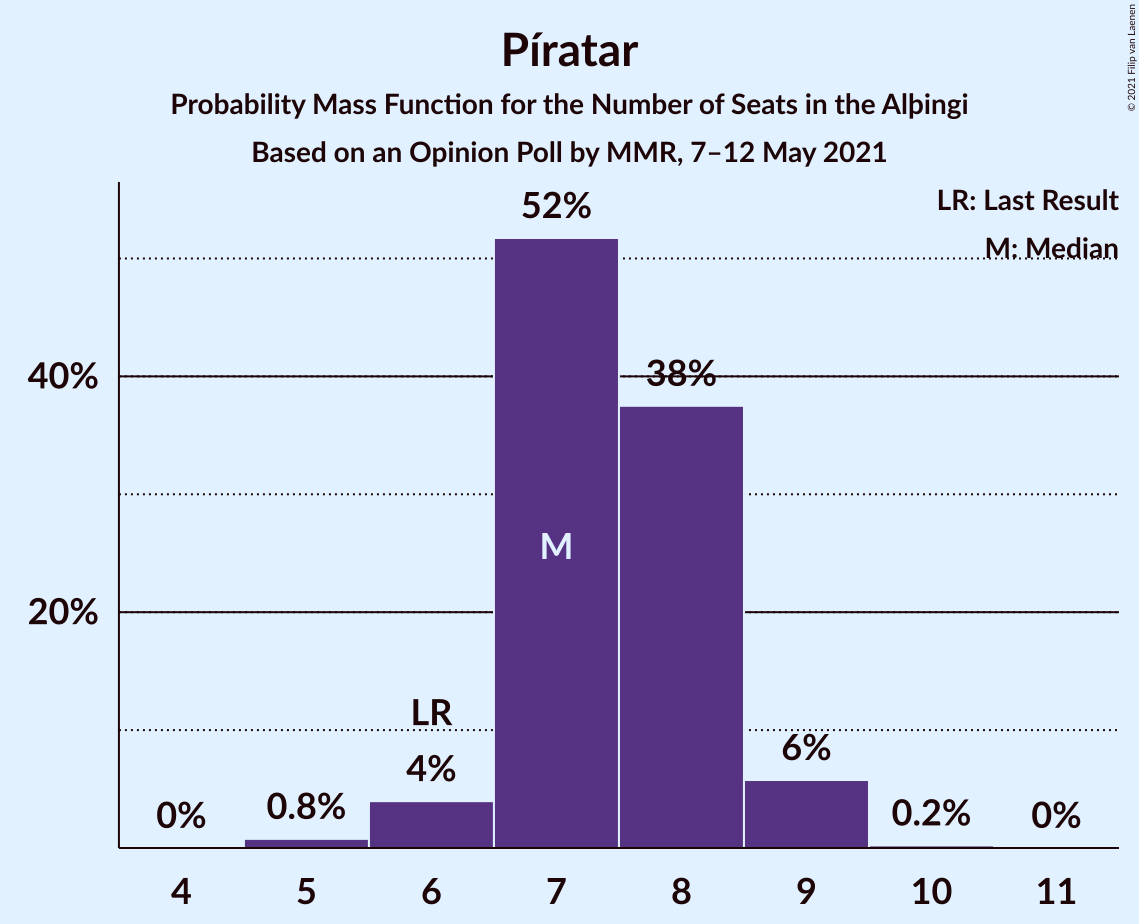 Píratar
Probability Mass Function for the Number of Seats in the Alþingi
Based on an Opinion Poll by MMR, 7–12 May 2021
© 2021 Filip van Laenen
LR: Last Result
M: Median
52%
40%
38%
M
20%
LR
4%
6%
0%
0.8%
0.2%
0%
4 5 6 7 8 9 10 11